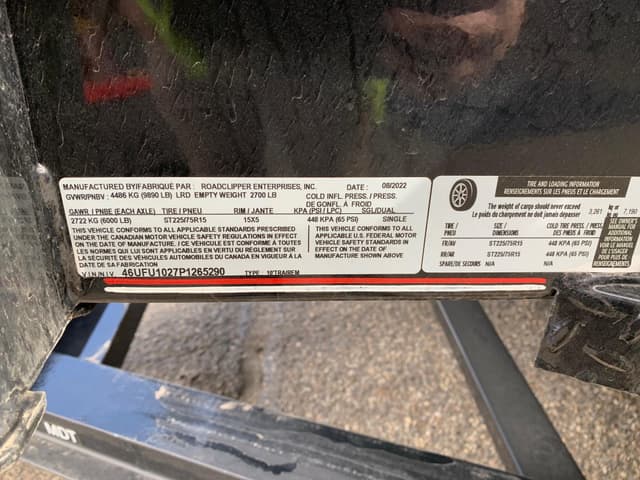 MANUFACTURED BY/FABRIQUÉ PAR : ROADCLIPPER ENTERPRISES, INC. DATE : 08/2022
GVWR/PNBV : 4486 KG (9890 LB) LRD EMPTY WEIGHT 2700 LB COLD INFL. PRESS. / PRESS. DE GONFL. À FROID
GAWR / PNBE (EACH AXLE) TIRE / PNEU RIM / JANTE KPA (PSI / LPC) SGL/DUAL
2722 KG (6000 LB) ST225/75R15 15X5 448 KPA (65 PSI) SINGLE
THIS VEHICLE CONFORMS TO ALL APPLICABLE STANDARDS PRESCRIBED
UNDER THE CANADIAN MOTOR VEHICLE SAFETY REGULATIONS IN EFFECT
ON THE DATE OF MANUFACTURE. / CE VÉHICULE EST CONFORME À TOUTES
LES NORMES QUI LUI SONT APPLICABLES EN VERTU DU RÈGLEMENT SUR
LA SÉCURITÉ DES VÉHICULES AUTOMOBILES DU CANADA EN VIGUEUR À LA
DATE DE SA FABRICATION
THIS VEHICLE CONFORMS TO ALL
APPLICABLE FEDERAL MOTOR
VEHICLE SAFETY STANDARDS IN
EFFECT ON THE DATE OF
MANUFACTURE SHOWN ABOVE
V.I.N./N.I.V. 46UFU1027P1265290 TYPE
TIRE AND LOADING INFORMATION
RENSEIGNEMENTS SUR LES PNEUS ET LE CHARGEMENT
The weight of cargo should never exceed
Le poids de chargement ne doit jamais dépasser 3,261 7,190
TIRE / PNEU SIZE / DIMENSIONS COLD TIRE PRESS. / PRESS. DES PNEUS À FROID
FR/AV ST225/75R15 448 KPA (65 PSI)
RR/AR ST225/75R15 448 KPA (65 PSI)
SPARE/DE SECOURS N/A N/A
SEE OWNER'S
MANUAL FOR
ADDITIONAL
INFORMATION
MDT